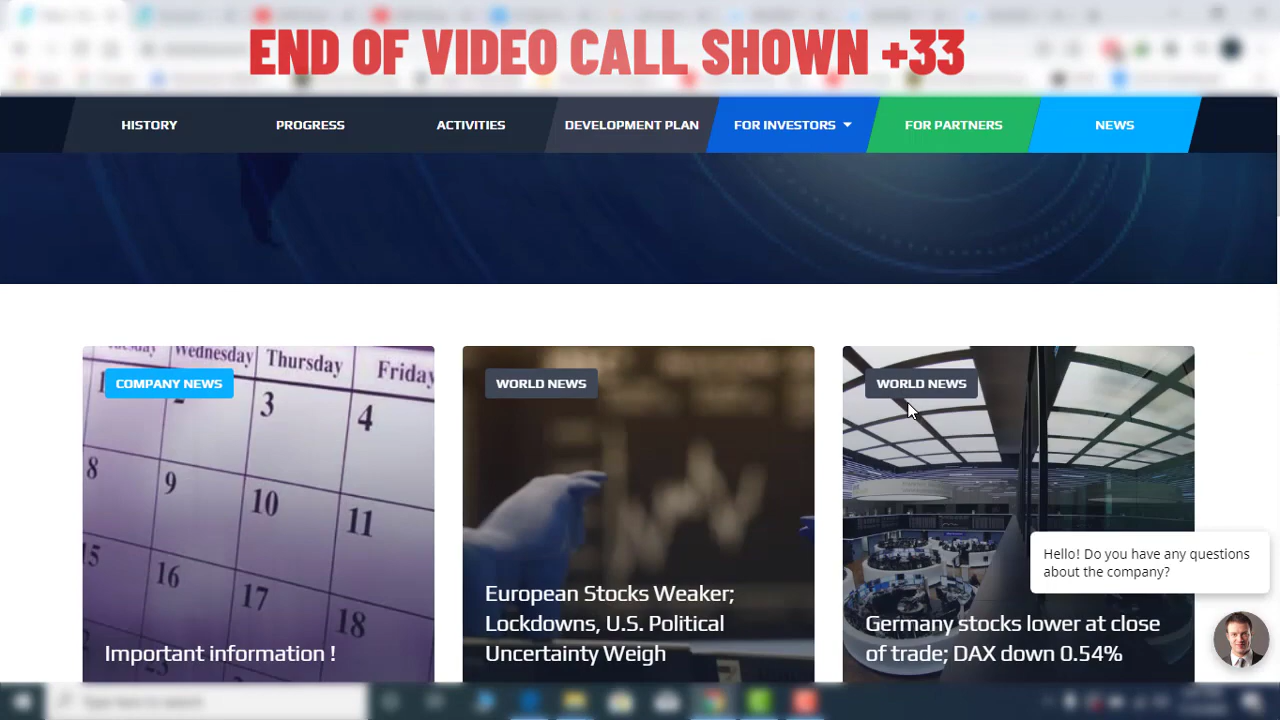 END OF VIDEO CALL SHOWN +33
HISTORY
PROGRESS
ACTIVITIES
DEVELOPMENT PLAN
FOR INVESTORS
FOR PARTNERS
NEWS
Wednesday
Thursday
Friday
COMPANY NEWS
3
4
8
9
10
11
15
16
17
18
Important information !
WORLD NEWS
European Stocks Weaker;
Lockdowns, U.S. Political
Uncertainty Weigh
WORLD NEWS
Germany stocks lower at close
of trade; DAX down 0.54%
Hello! Do you have any questions
about the company?